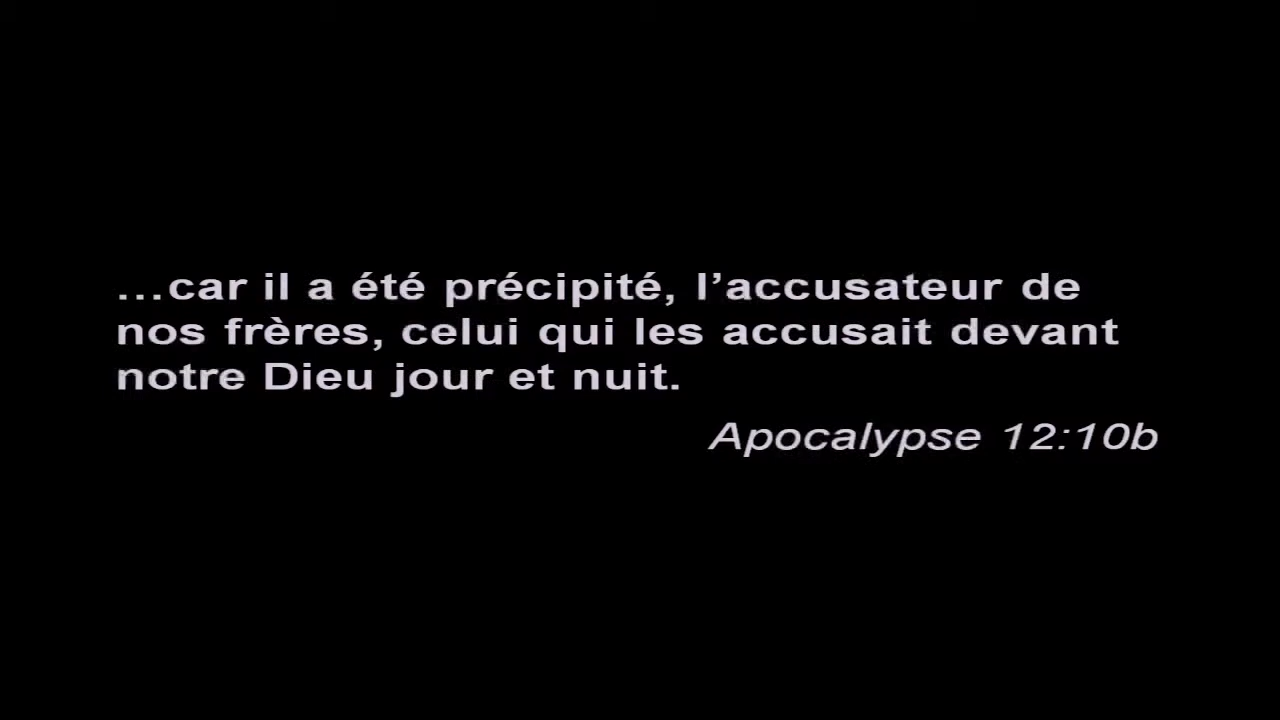 …car il a été précipité, l’accusateur de
nos frères, celui qui les accusait devant
notre Dieu jour et nuit.
Apocalypse 12:10b